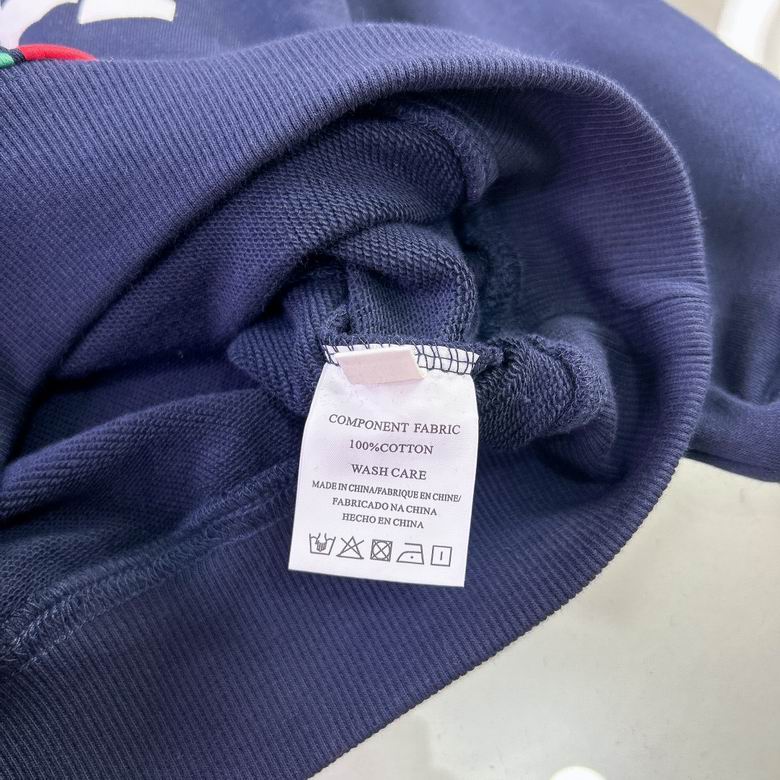 COMPONENT FABRIC
100%COTTON
WASH CARE
MADE IN CHINA/FABRIQUE EN CHINE/
FABRICADO NA CHINA
HECHO EN CHINA